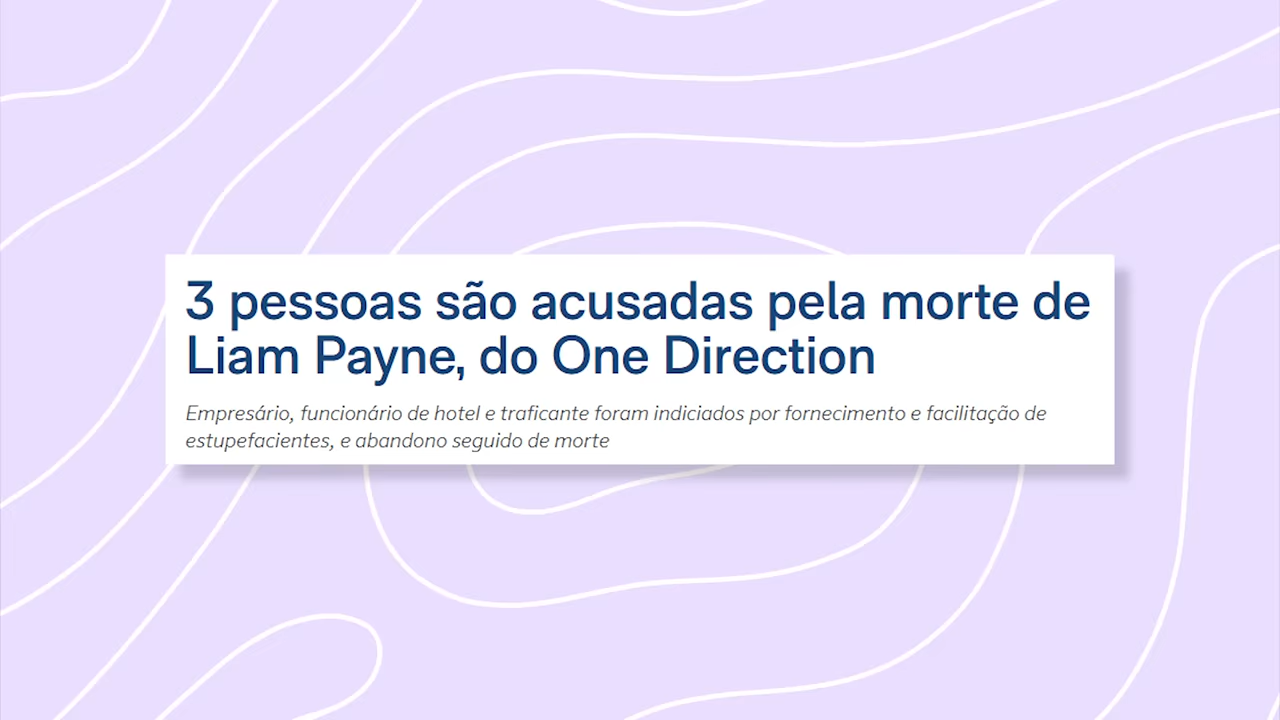 3 pessoas são acusadas pela morte de
Liam Payne, do One Direction
Empresário, funcionário de hotel e traficante foram indiciados por fornecimento e facilitação de
estupefacientes, e abandono seguido de morte